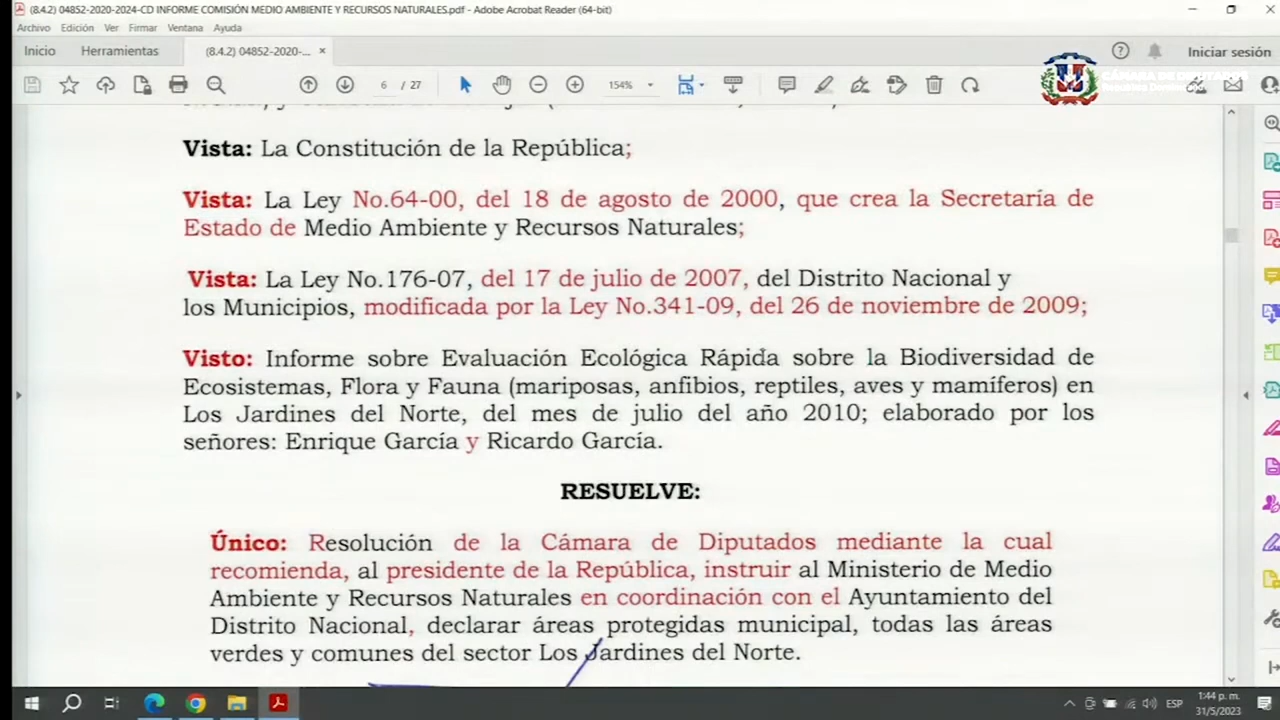 (8.4.2) 04852-2020-2024-CD INFORME COMISIÓN MEDIO AMBIENTE Y RECURSOS NATURALES.pdf - Adobe Acrobat Reader (64-bit)
Archivo Edición Ver Firmar Ventana Ayuda
Inicio Herramientas (8.4.2) 04852-2020-... × Iniciar sesión
6 / 27 154%
CÁMARA DE DIPUTADOS
República Dominicana
Vista: La Constitución de la República;
Vista: La Ley No.64-00, del 18 de agosto de 2000, que crea la Secretaría de
Estado de Medio Ambiente y Recursos Naturales;
Vista: La Ley No.176-07, del 17 de julio de 2007, del Distrito Nacional y
los Municipios, modificada por la Ley No.341-09, del 26 de noviembre de 2009;
Visto: Informe sobre Evaluación Ecológica Rápida sobre la Biodiversidad de
Ecosistemas, Flora y Fauna (mariposas, anfibios, reptiles, aves y mamíferos) en
Los Jardines del Norte, del mes de julio del año 2010; elaborado por los
señores: Enrique García y Ricardo García.
RESUELVE:
Único: Resolución de la Cámara de Diputados mediante la cual
recomienda, al presidente de la República, instruir al Ministerio de Medio
Ambiente y Recursos Naturales en coordinación con el Ayuntamiento del
Distrito Nacional, declarar áreas protegidas municipal, todas las áreas
verdes y comunes del sector Los Jardines del Norte.
ESP 1:44 p. m.
31/5/2023